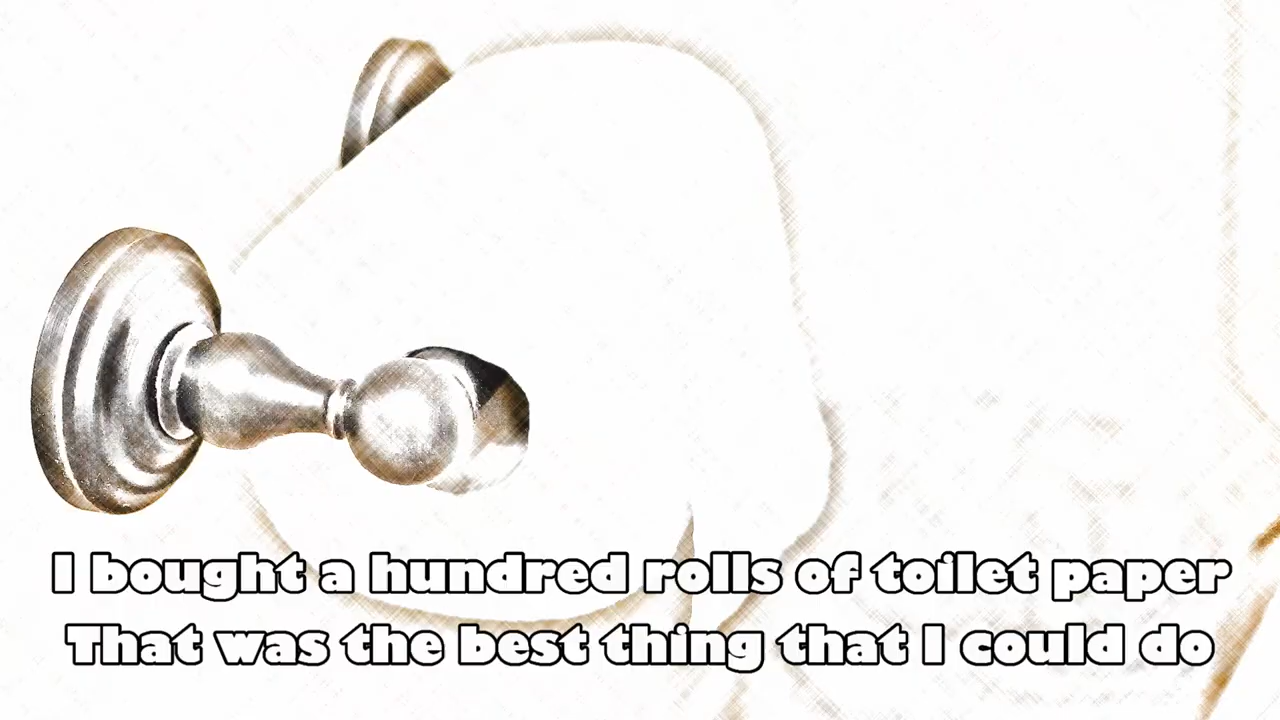 I bought a hundred rolls of toilet paper
That was the best thing that I could do